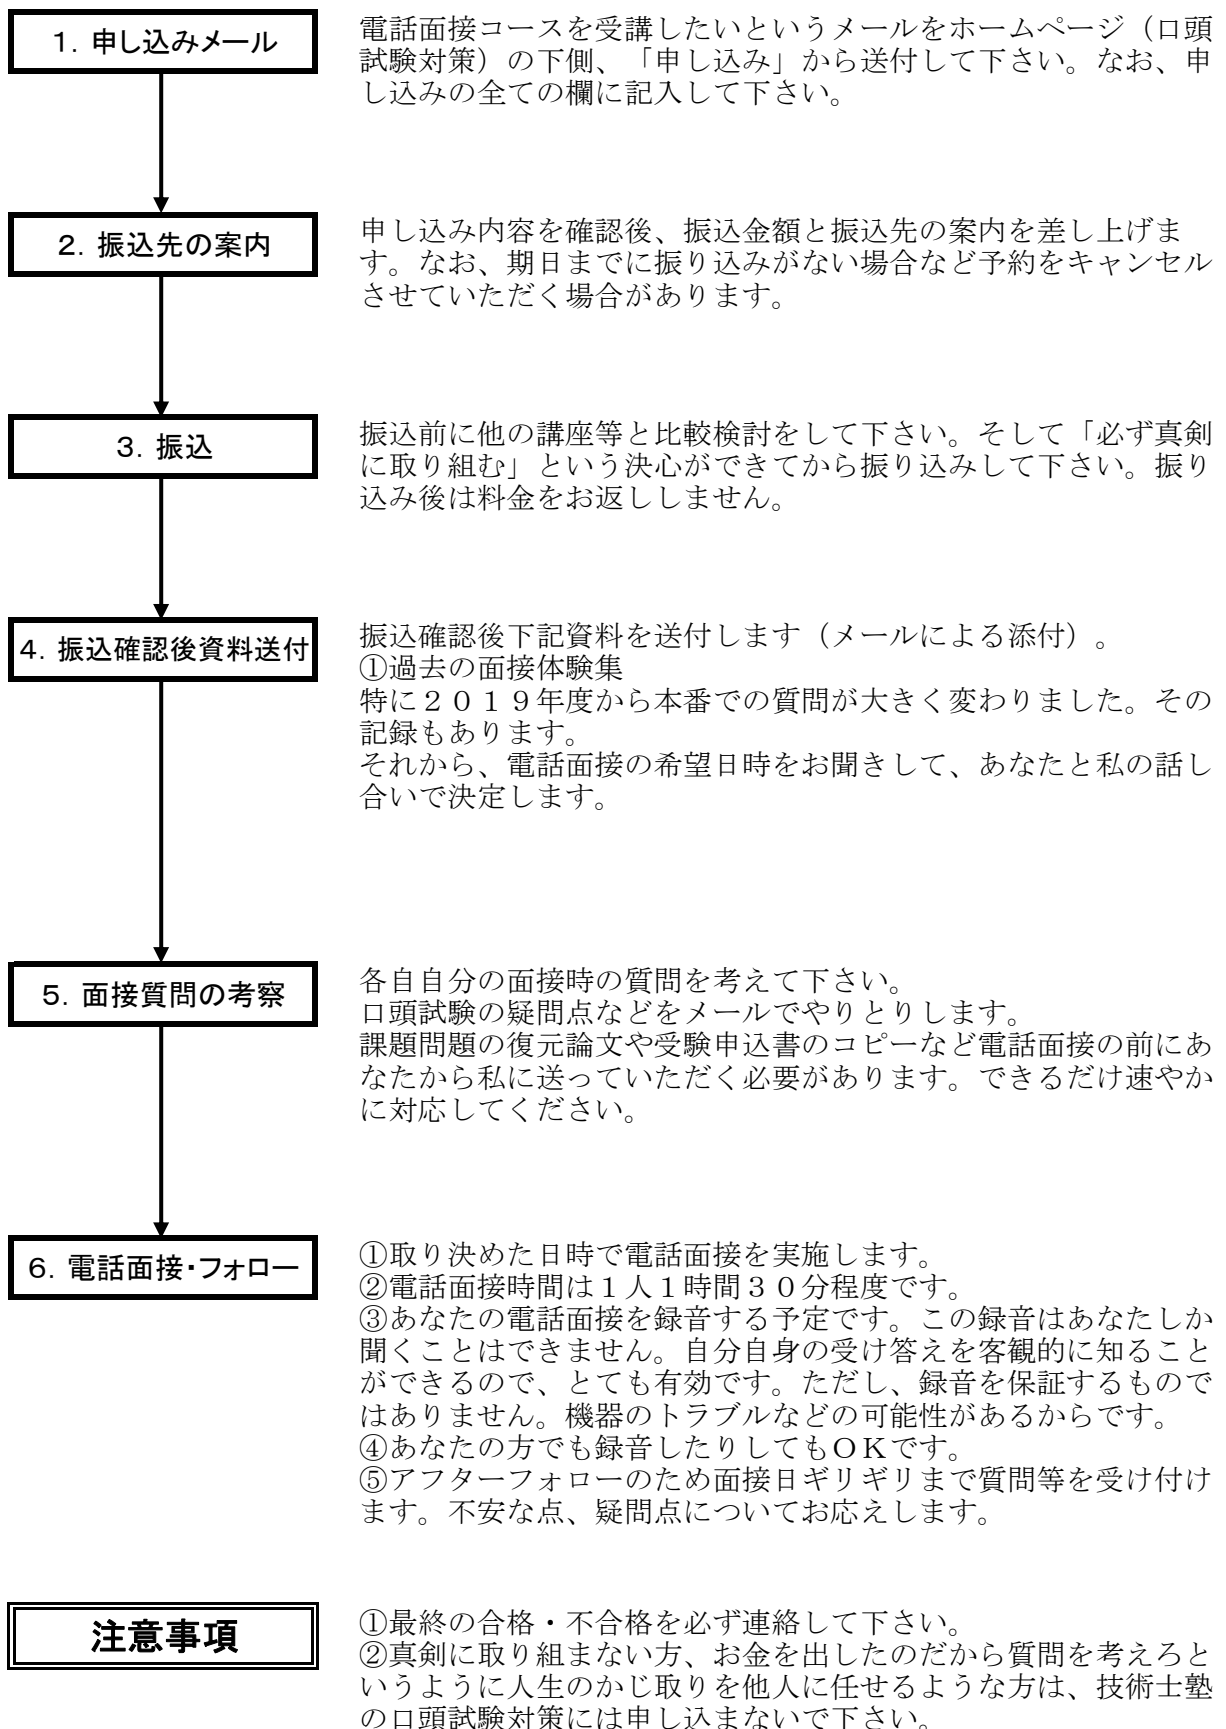 1. 申し込みメール
電話面接コースを受講したいというメールをホームページ（口頭
試験対策）の下側、「申し込み」から送付して下さい。なお、申
し込みの全ての欄に記入して下さい。
2. 振込先の案内
申し込み内容を確認後、振込金額と振込先の案内を差し上げま
す。なお、期日までに振り込みがない場合など予約をキャンセル
させていただく場合があります。
3. 振込
振込前に他の講座等と比較検討をして下さい。そして「必ず真剣
に取り組む」という決心ができてから振り込みして下さい。振り
込み後は料金をお返ししません。
4. 振込確認後資料送付
振込確認後下記資料を送付します（メールによる添付）。
①過去の面接体験集
特に２０１９年度から本番での質問が大きく変わりました。その
記録もあります。
それから、電話面接の希望日時をお聞きして、あなたと私の話し
合いで決定します。
5. 面接質問の考察
各自自分の面接時の質問を考えて下さい。
口頭試験の疑問点などをメールでやりとりします。
課題問題の復元論文や受験申込書のコピーなど電話面接の前にあ
なたから私に送っていただく必要があります。できるだけ速やか
に対応してください。
6. 電話面接・フォロー
①取り決めた日時で電話面接を実施します。
②電話面接時間は１人１時間３０分程度です。
③あなたの電話面接を録音する予定です。この録音はあなたしか
聞くことはできません。自分自身の受け答えを客観的に知ること
ができるので、とても有効です。ただし、録音を保証するもので
はありません。機器のトラブルなどの可能性があるからです。
④あなたの方でも録音したりしてもＯＫです。
⑤アフターフォローのため面接日ギリギリまで質問等を受け付け
ます。不安な点、疑問点についてお応えします。
注意事項
①最終の合格・不合格を必ず連絡して下さい。
②真剣に取り組まない方、お金を出したのだから質問を考えろと
いうように人生のかじ取りを他人に任せるような方は、技術士塾
の口頭試験対策には申し込まないで下さい。